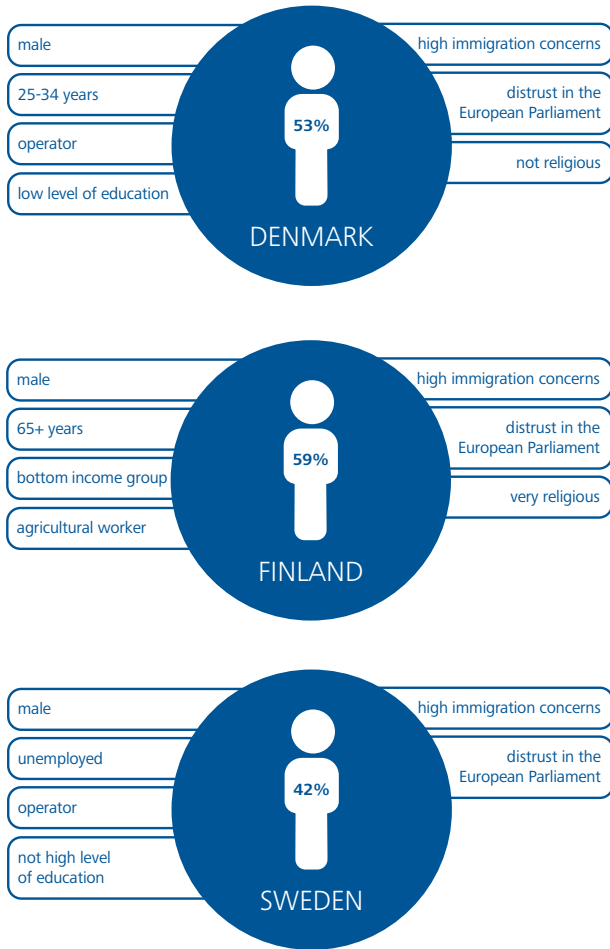 male
25-34 years
operator
low level of education
53%
DENMARK
high immigration concerns
distrust in the
European Parliament
not religious
male
65+ years
bottom income group
agricultural worker
59%
FINLAND
high immigration concerns
distrust in the
European Parliament
very religious
male
unemployed
operator
not high level
of education
42%
SWEDEN
high immigration concerns
distrust in the
European Parliament